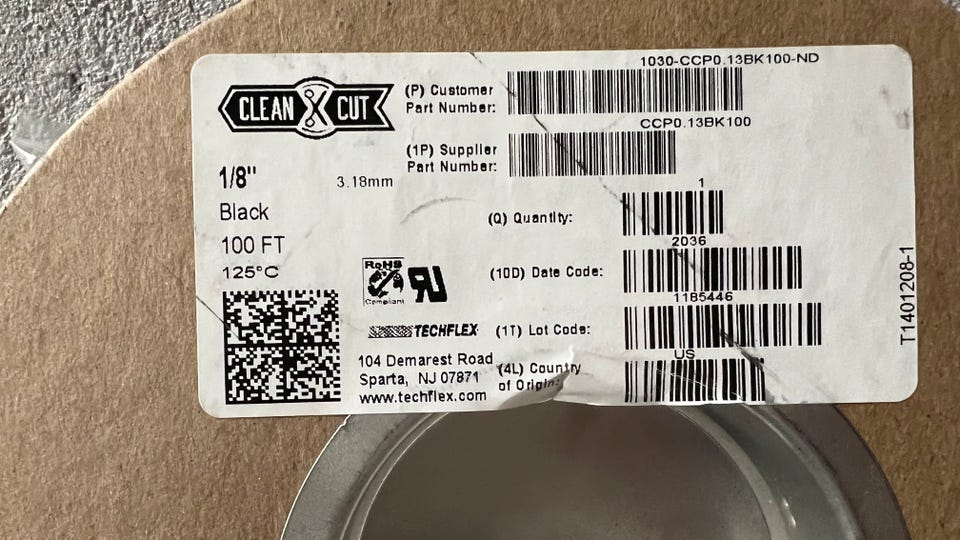 CLEAN CUT
1/8" 3.18mm
Black
100 FT
125°C
RoHS
Compliant
TECHFLEX
104 Demarest Road
Sparta, NJ 07871
www.techflex.com
1030-CCP0.13BK100-ND
(P) Customer
Part Number:
CCP0.13BK100
(1P) Supplier
Part Number:
1
(Q) Quantity:
2036
(10D) Date Code:
1185446
(1T) Lot Code:
US
(4L) Country
of Origin:
T1401208-1